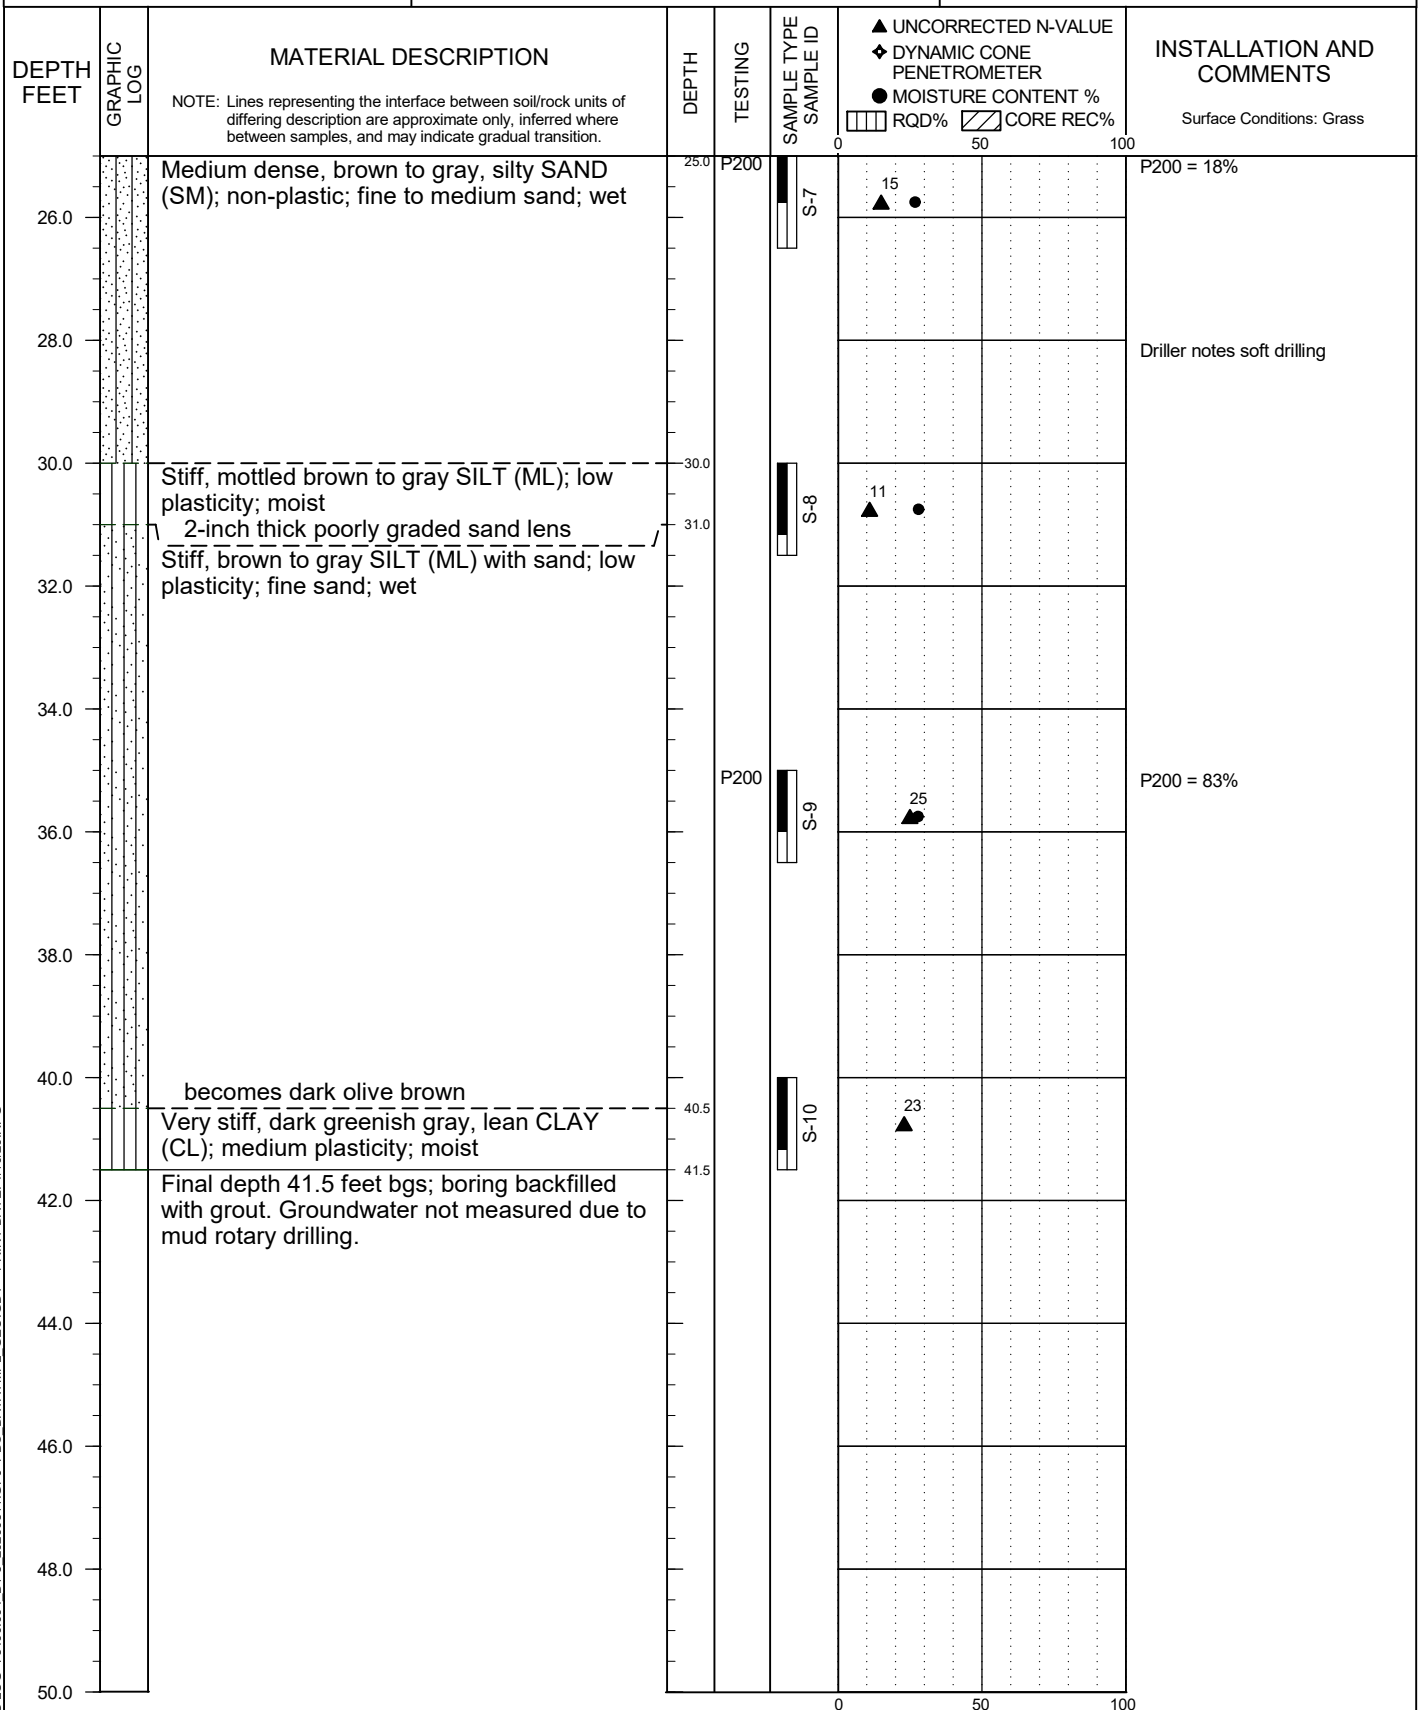 DEPTH
FEET
GRAPHIC
LOG
MATERIAL DESCRIPTION
NOTE: Lines representing the interface between soil/rock units of
differing description are approximate only, inferred where
between samples, and may indicate gradual transition.
DEPTH
TESTING
SAMPLE TYPE
SAMPLE ID
▲ UNCORRECTED N-VALUE
DYNAMIC CONE
PENETROMETER
● MOISTURE CONTENT %
RQD% CORE REC%
0 50 100
INSTALLATION AND
COMMENTS
Surface Conditions: Grass
Medium dense, brown to gray, silty SAND
(SM); non-plastic; fine to medium sand; wet
25.0
P200
S-7
15
P200 = 18%
26.0
28.0
Driller notes soft drilling
30.0
Stiff, mottled brown to gray SILT (ML); low
plasticity; moist
30.0
S-8
11
2-inch thick poorly graded sand lens
31.0
Stiff, brown to gray SILT (ML) with sand; low
plasticity; fine sand; wet
32.0
34.0
P200
S-9
25
P200 = 83%
36.0
38.0
40.0
becomes dark olive brown
40.5
S-10
23
Very stiff, dark greenish gray, lean CLAY
(CL); medium plasticity; moist
41.5
Final depth 41.5 feet bgs; boring backfilled
with grout. Groundwater not measured due to
mud rotary drilling.
42.0
44.0
46.0
48.0
50.0
0 50 100